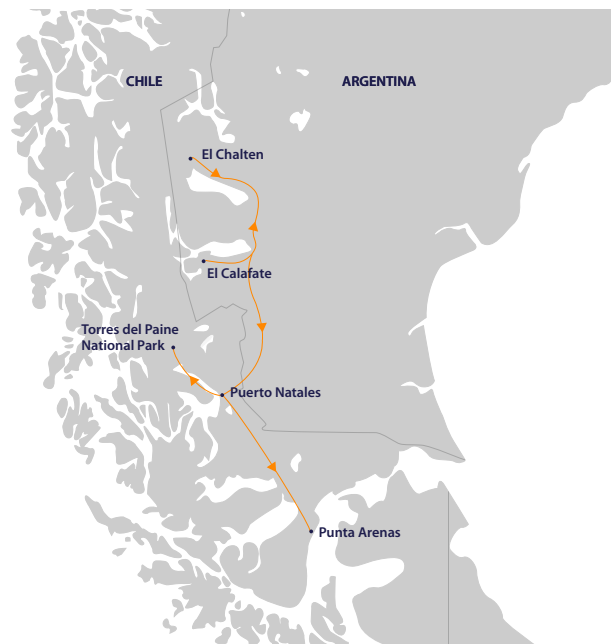 CHILE
ARGENTINA
El Chalten
El Calafate
Torres del Paine
National Park
Puerto Natales
Punta Arenas